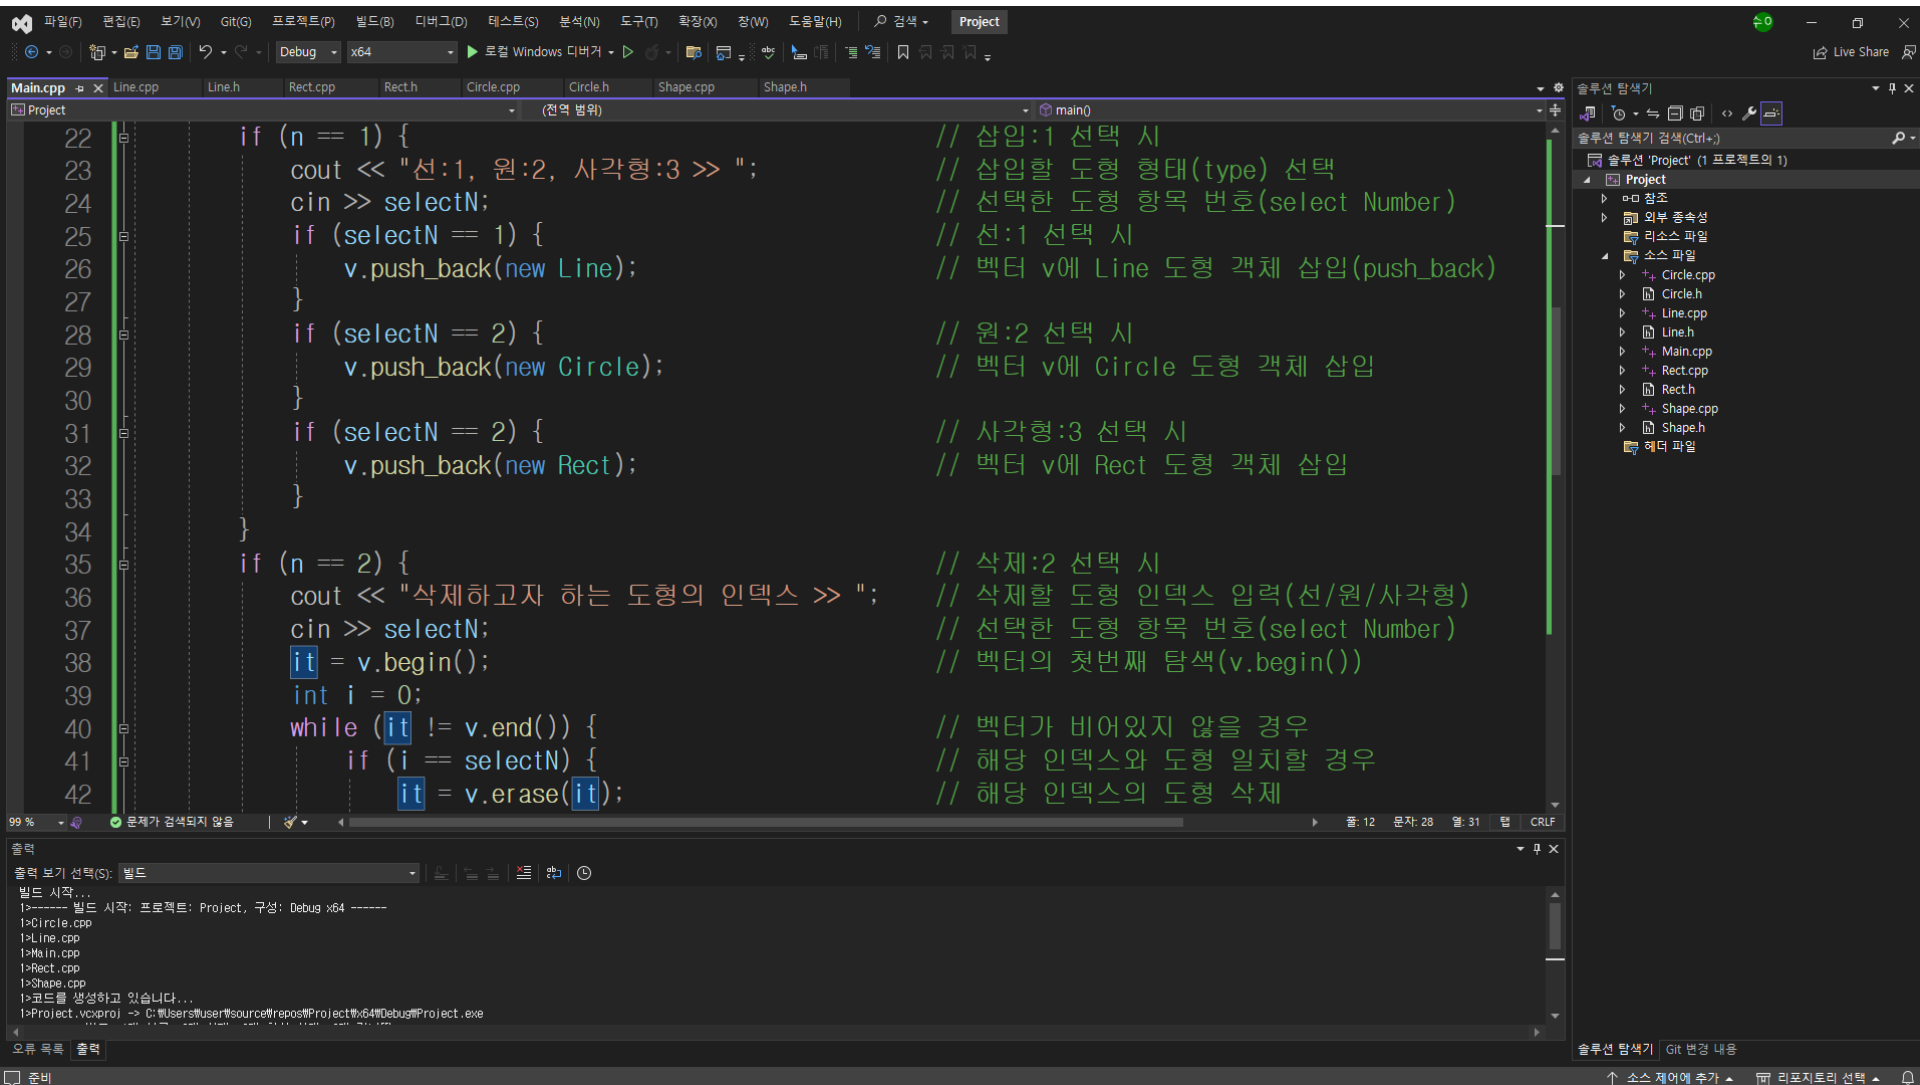 파일(F) 편집(E) 보기(V) Git(G) 프로젝트(P) 빌드(B) 디버그(D) 테스트(S) 분석(N) 도구(T) 확장(X) 창(W) 도움말(H) 검색 Project 순이
Debug x64 로컬 Windows 디버거 Live Share
Main.cpp Line.cpp Line.h Rect.cpp Rect.h Circle.cpp Circle.h Shape.cpp Shape.h
Project (전역 범위) main()
22 if (n == 1) { // 삽입:1 선택 시
23 cout << "선:1, 원:2, 사각형:3 >> "; // 삽입할 도형 형태(type) 선택
24 cin >> selectN; // 선택한 도형 항목 번호(select Number)
25 if (selectN == 1) { // 선:1 선택 시
26 v.push_back(new Line); // 벡터 v에 Line 도형 객체 삽입(push_back)
27 }
28 if (selectN == 2) { // 원:2 선택 시
29 v.push_back(new Circle); // 벡터 v에 Circle 도형 객체 삽입
30 }
31 if (selectN == 2) { // 사각형:3 선택 시
32 v.push_back(new Rect); // 벡터 v에 Rect 도형 객체 삽입
33 }
34 }
35 if (n == 2) { // 삭제:2 선택 시
36 cout << "삭제하고자 하는 도형의 인덱스 >> "; // 삭제할 도형 인덱스 입력(선/원/사각형)
37 cin >> selectN; // 선택한 도형 항목 번호(select Number)
38 it = v.begin(); // 벡터의 첫번째 탐색(v.begin())
39 int i = 0;
40 while (it != v.end()) { // 벡터가 비어있지 않을 경우
41 if (i == selectN) { // 해당 인덱스와 도형 일치할 경우
42 it = v.erase(it); // 해당 인덱스의 도형 삭제
99 % 문제가 검색되지 않음 줄: 12 문자: 28 열: 31 탭 CRLF
출력
출력 보기 선택(S): 빌드
빌드 시작...
1>------ 빌드 시작: 프로젝트: Project, 구성: Debug x64 ------
1>Circle.cpp
1>Line.cpp
1>Main.cpp
1>Rect.cpp
1>Shape.cpp
1>코드를 생성하고 있습니다...
1>Project.vcxproj -> C:₩Users₩user₩source₩repos₩Project₩x64₩Debug₩Project.exe
오류 목록 출력
준비
솔루션 탐색기
솔루션 탐색기 검색(Ctrl+;)
솔루션 'Project' (1 프로젝트의 1)
Project
참조
외부 종속성
리소스 파일
소스 파일
Circle.cpp
Circle.h
Line.cpp
Line.h
Main.cpp
Rect.cpp
Rect.h
Shape.cpp
Shape.h
헤더 파일
솔루션 탐색기 Git 변경 내용
소스 제어에 추가 리포지토리 선택